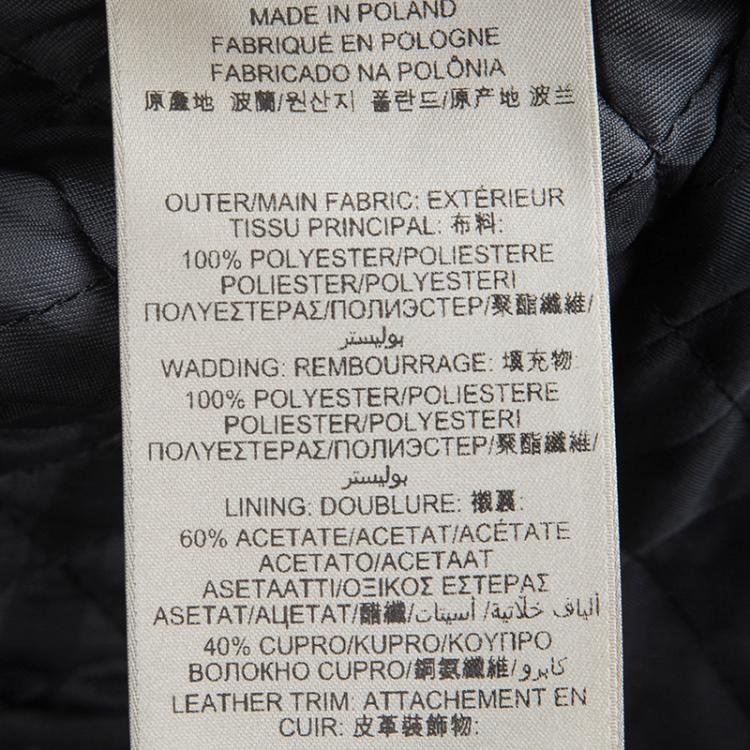 MADE IN POLAND
FABRIQUÉ EN POLOGNE
FABRICADO NA POLÔNIA
原產地 波蘭/원산지 폴란드/原产地 波兰
OUTER/MAIN FABRIC: EXTÉRIEUR
TISSU PRINCIPAL: 布料:
100% POLYESTER/POLIESTERE
POLIESTER/POLYESTERI
ΠΟΛΥΕΣΤΕΡΑΣ/ПОЛИЭСТЕР/聚酯纖維/
بوليستر
WADDING: REMBOURRAGE: 填充物:
100% POLYESTER/POLIESTERE
POLIESTER/POLYESTERI
ΠΟΛΥΕΣΤΕΡΑΣ/ПОЛИЭСТЕР/聚酯纖維/
بوليستر
LINING: DOUBLURE: 襯裏:
60% ACETATE/ACETAT/ACÉTATE
ACETATO/ACETAAT
ASETAATTI/ΟΞΙΚΟΣ ΕΣΤΕΡΑΣ
ASETAT/АЦЕТАТ/醋纖/ألياف خلّاتية/ أسيتات/
40% CUPRO/KUPRO/ΚΟΥΠΡΟ
ВОЛОКНО CUPRO/銅氨纖維/كابرو
LEATHER TRIM: ATTACHEMENT EN
CUIR: 皮革裝飾物: